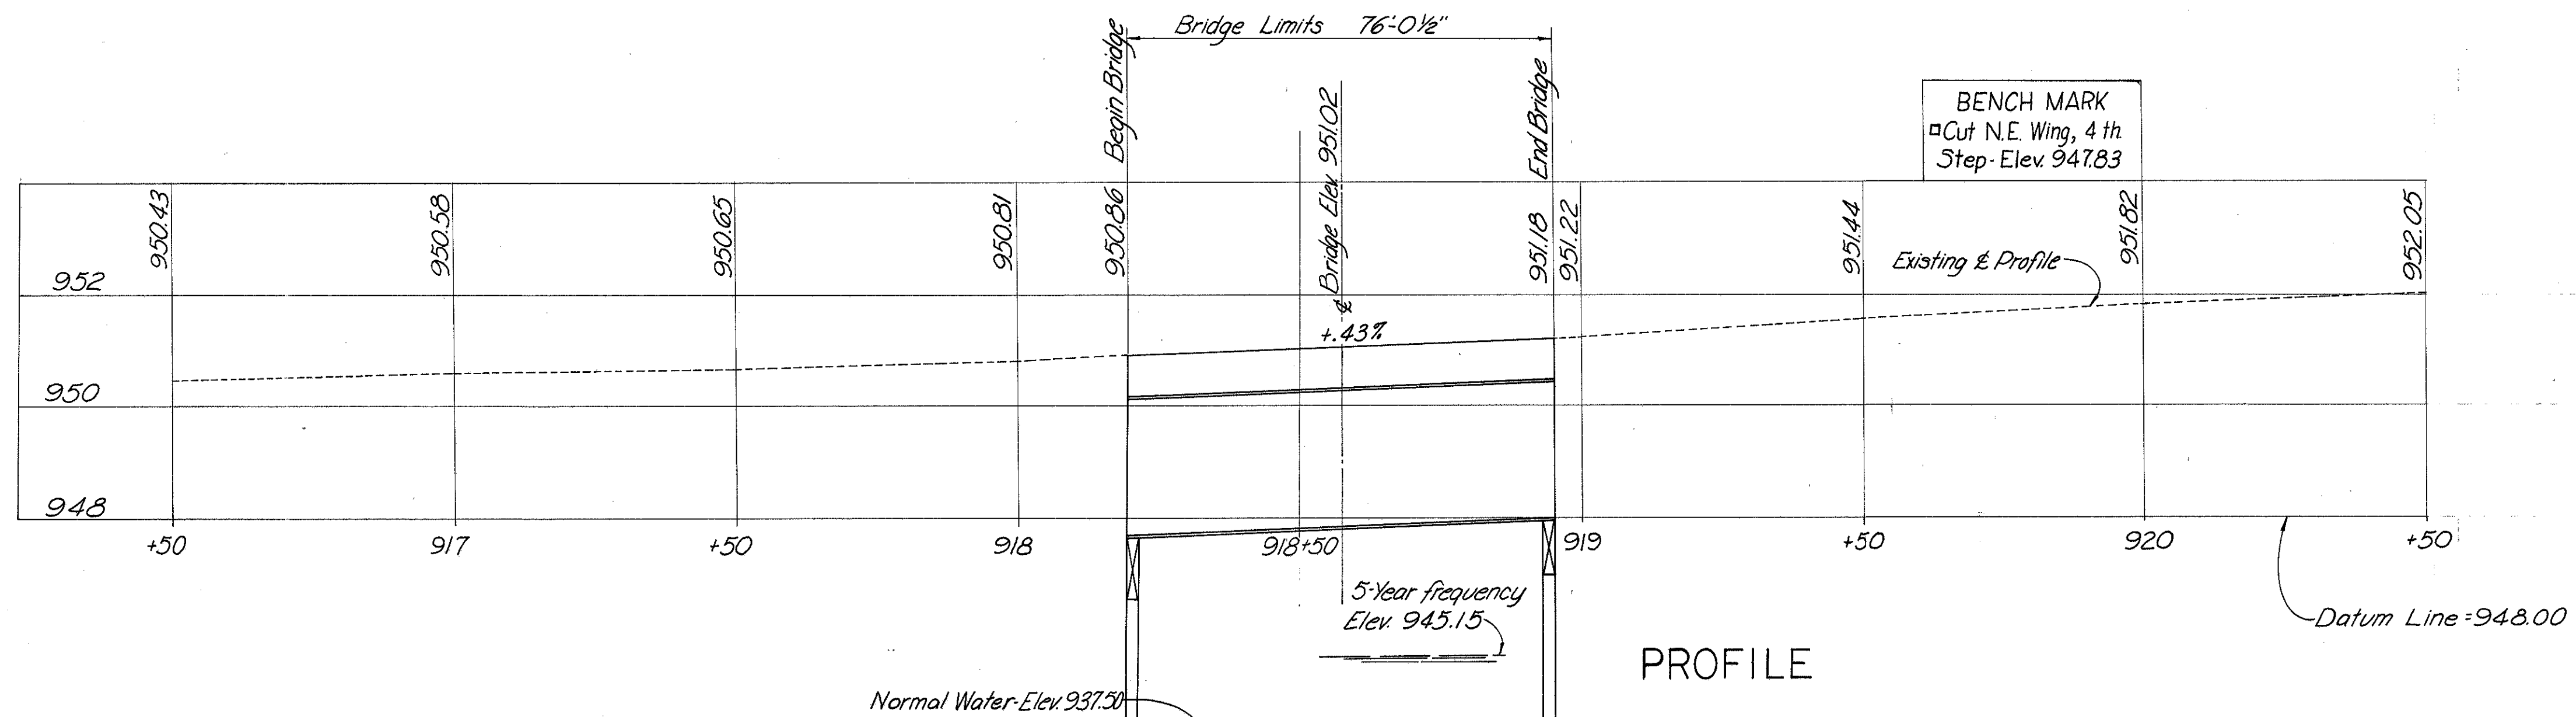 Bridge Limits 76'-0½"
Begin Bridge
End Bridge
℄ Bridge Elev. 951.02
BENCH MARK
□Cut N.E. Wing, 4 th.
Step-Elev. 947.83
950.43
950.58
950.65
950.81
950.86
951.18
951.22
951.44
951.82
952.05
Existing ℄ Profile
952
+.43%
950
948
+50
917
+50
918
918+50
919
+50
920
+50
5-Year frequency
Elev. 945.15
Datum Line = 948.00
PROFILE
Normal Water-Elev. 937.50